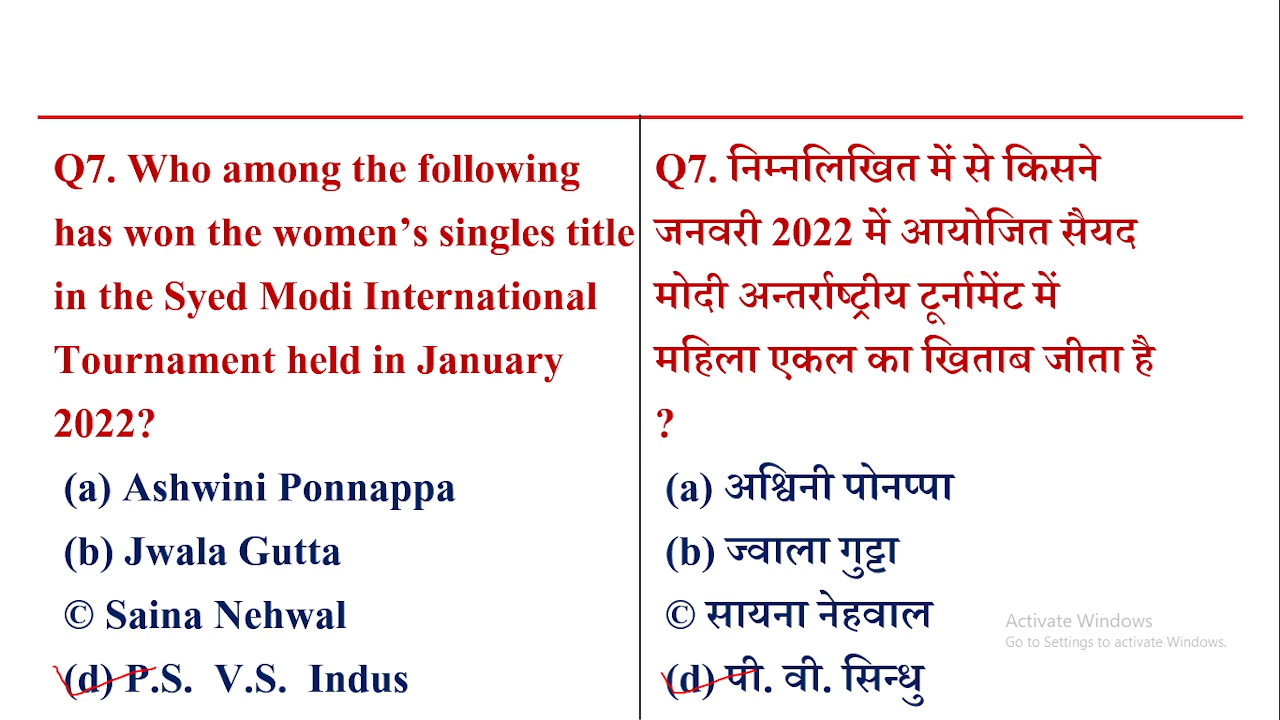 Q7. Who among the following
has won the women’s singles title
in the Syed Modi International
Tournament held in January
2022?
(a) Ashwini Ponnappa
(b) Jwala Gutta
© Saina Nehwal
(d) P.S. V.S. Indus
Q7. निम्नलिखित में से किसने
जनवरी 2022 में आयोजित सैयद
मोदी अन्तर्राष्ट्रीय टूर्नामेंट में
महिला एकल का खिताब जीता है
?
(a) अश्विनी पोनप्पा
(b) ज्वाला गुट्टा
© सायना नेहवाल
(d) पी. वी. सिन्धु
Activate Windows
Go to Settings to activate Windows.